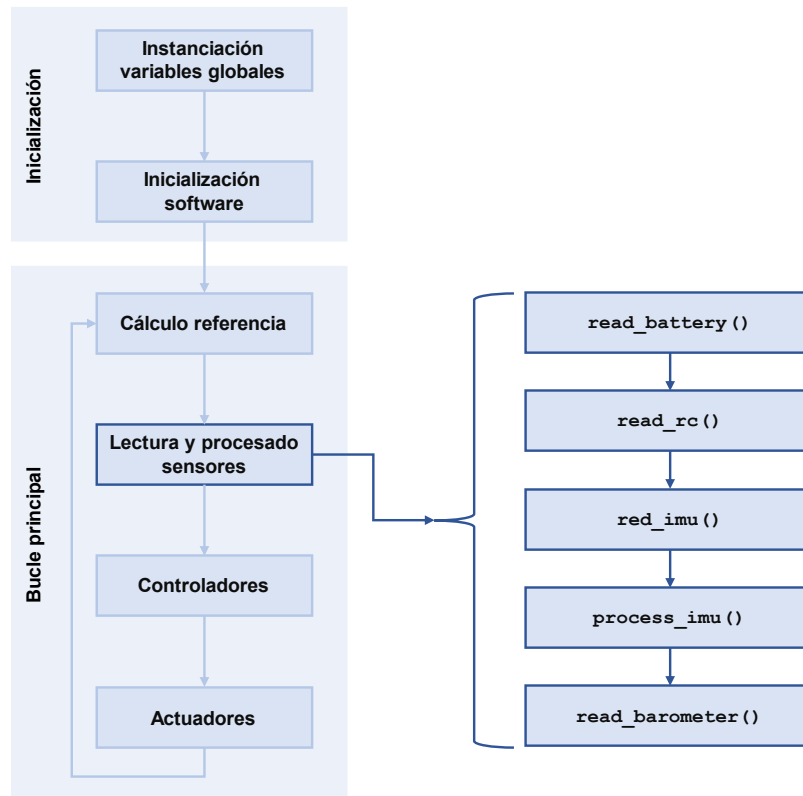 Inicialización
Instanciación
variables globales
Inicialización
software
Bucle principal
Cálculo referencia
Lectura y procesado
sensores
Controladores
Actuadores
read_battery()
read_rc()
red_imu()
process_imu()
read_barometer()